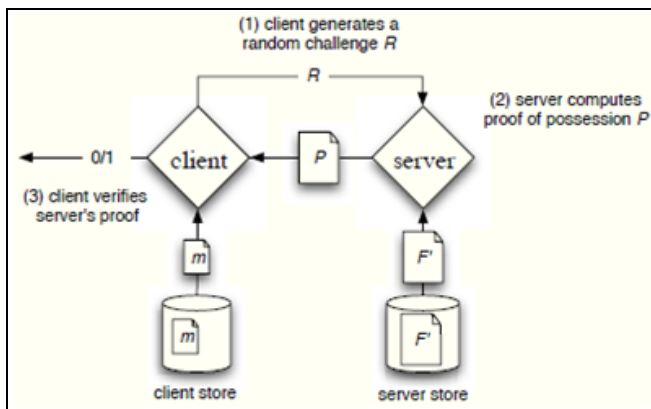 (1) client generates a
random challenge R
R
(2) server computes
proof of possession P
0/1
client
P
server
(3) client verifies
server's proof
m
F'
m
F'
client store
server store